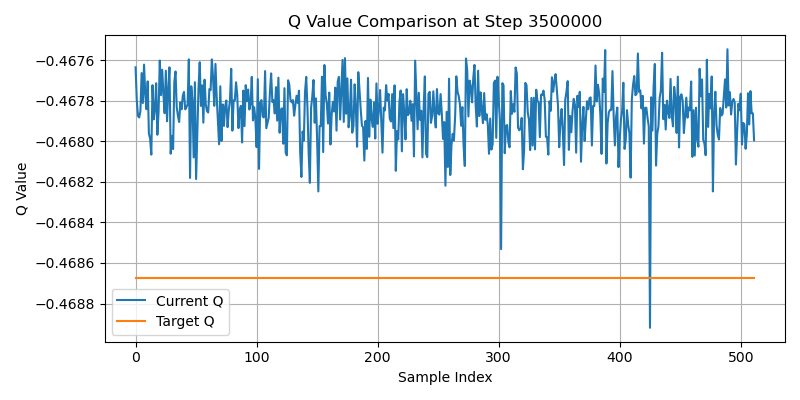 Q Value Comparison at Step 3500000
Q Value
−0.4676
−0.4678
−0.4680
−0.4682
−0.4684
−0.4686
−0.4688
Current Q
Target Q
0
100
200
300
400
500
Sample Index